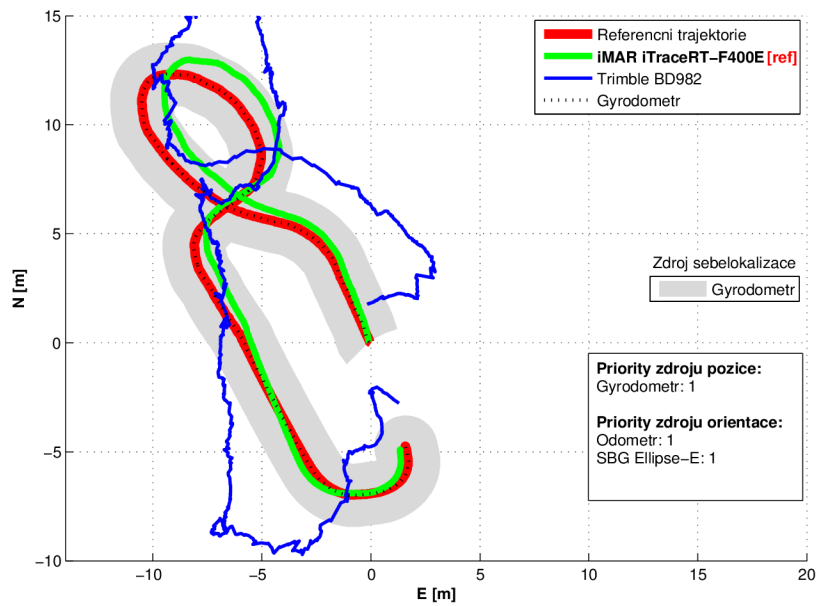 15
10
5
0
−5
−10
N [m]
−10
−5
0
5
10
15
20
E [m]
Referencni trajektorie
iMAR iTraceRT−F400E [ref]
Trimble BD982
Gyrodometr
Zdroj sebelokalizace
Gyrodometr
Priority zdroju pozice:
Gyrodometr: 1
Priority zdroju orientace:
Odometr: 1
SBG Ellipse−E: 1